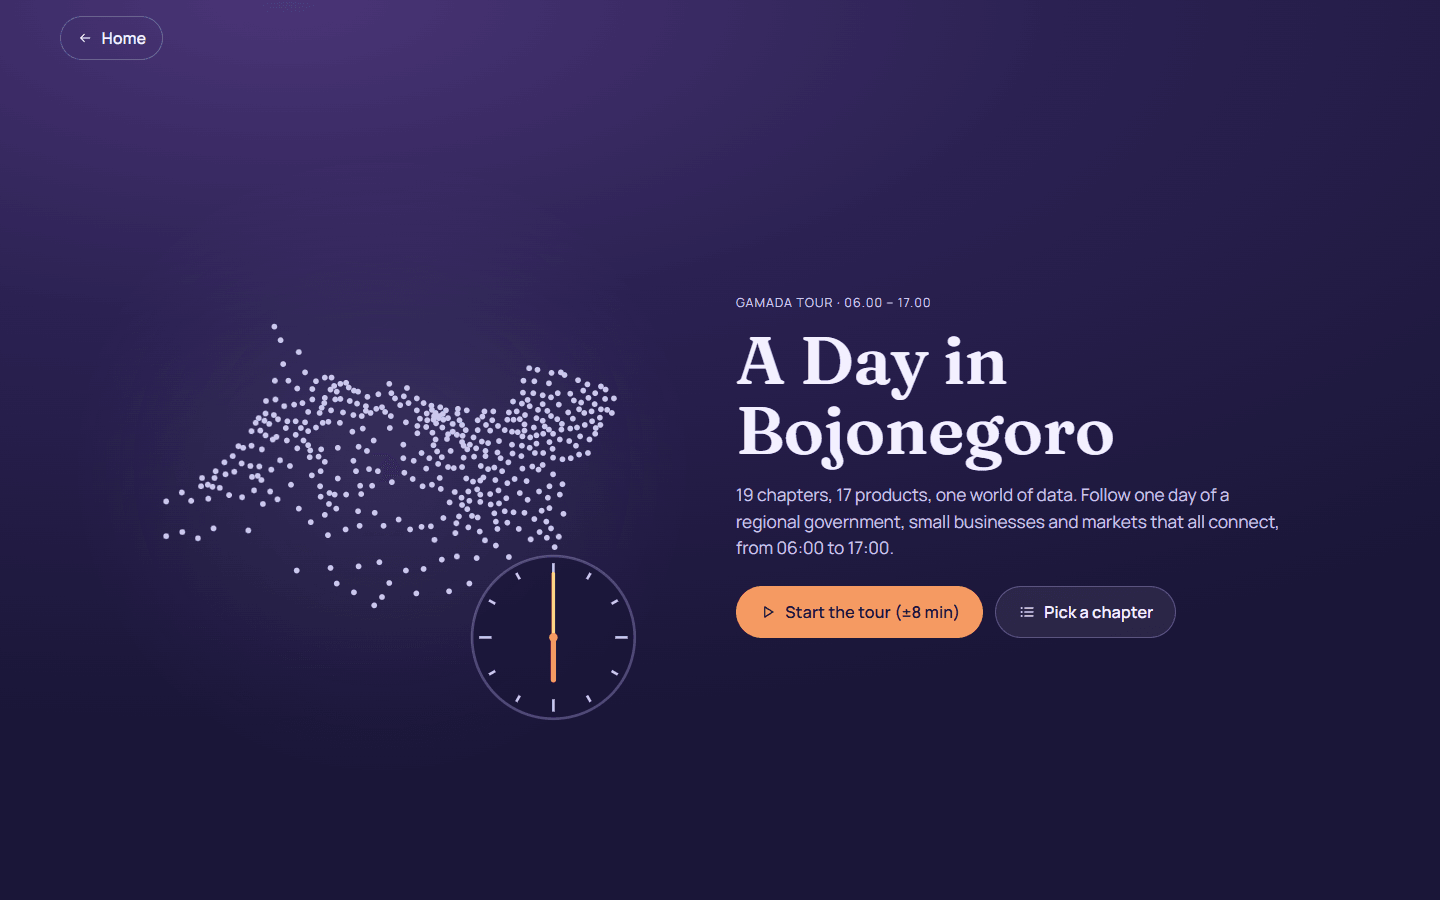 Home
GAMADA TOUR · 06.00 – 17.00
A Day in
Bojonegoro
19 chapters, 17 products, one world of data. Follow one day of a
regional government, small businesses and markets that all connect,
from 06:00 to 17:00.
Start the tour (±8 min)
Pick a chapter